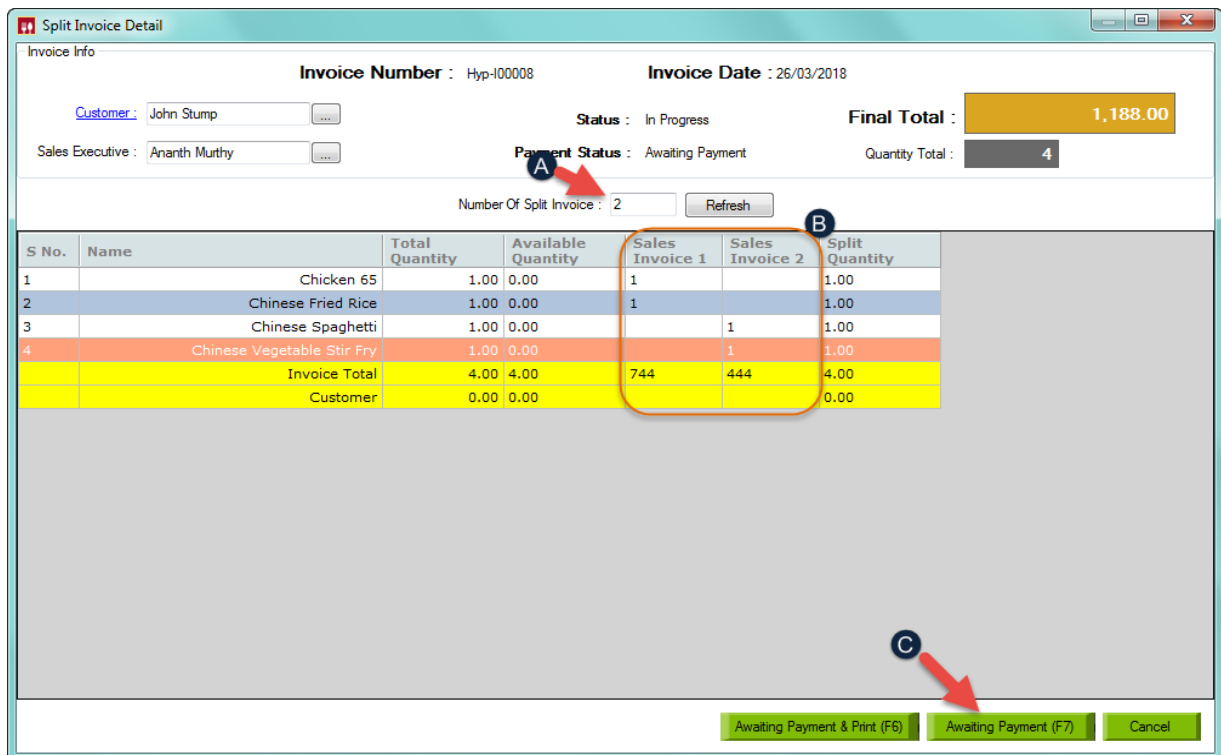 Split Invoice Detail
Invoice Info
Invoice Number : Hyp-I00008 Invoice Date : 26/03/2018
Customer : John Stump ... Status : In Progress Final Total : 1,188.00
Sales Executive : Ananth Murthy ... Payment Status : Awaiting Payment Quantity Total : 4
A
Number Of Split Invoice : 2 Refresh
B
S No. Name Total Quantity Available Quantity Sales Invoice 1 Sales Invoice 2 Split Quantity
1 Chicken 65 1.00 0.00 1 1.00
2 Chinese Fried Rice 1.00 0.00 1 1.00
3 Chinese Spaghetti 1.00 0.00 1 1.00
4 Chinese Vegetable Stir Fry 1.00 0.00 1 1.00
Invoice Total 4.00 4.00 744 444 4.00
Customer 0.00 0.00 0.00
C
Awaiting Payment & Print (F6) Awaiting Payment (F7) Cancel